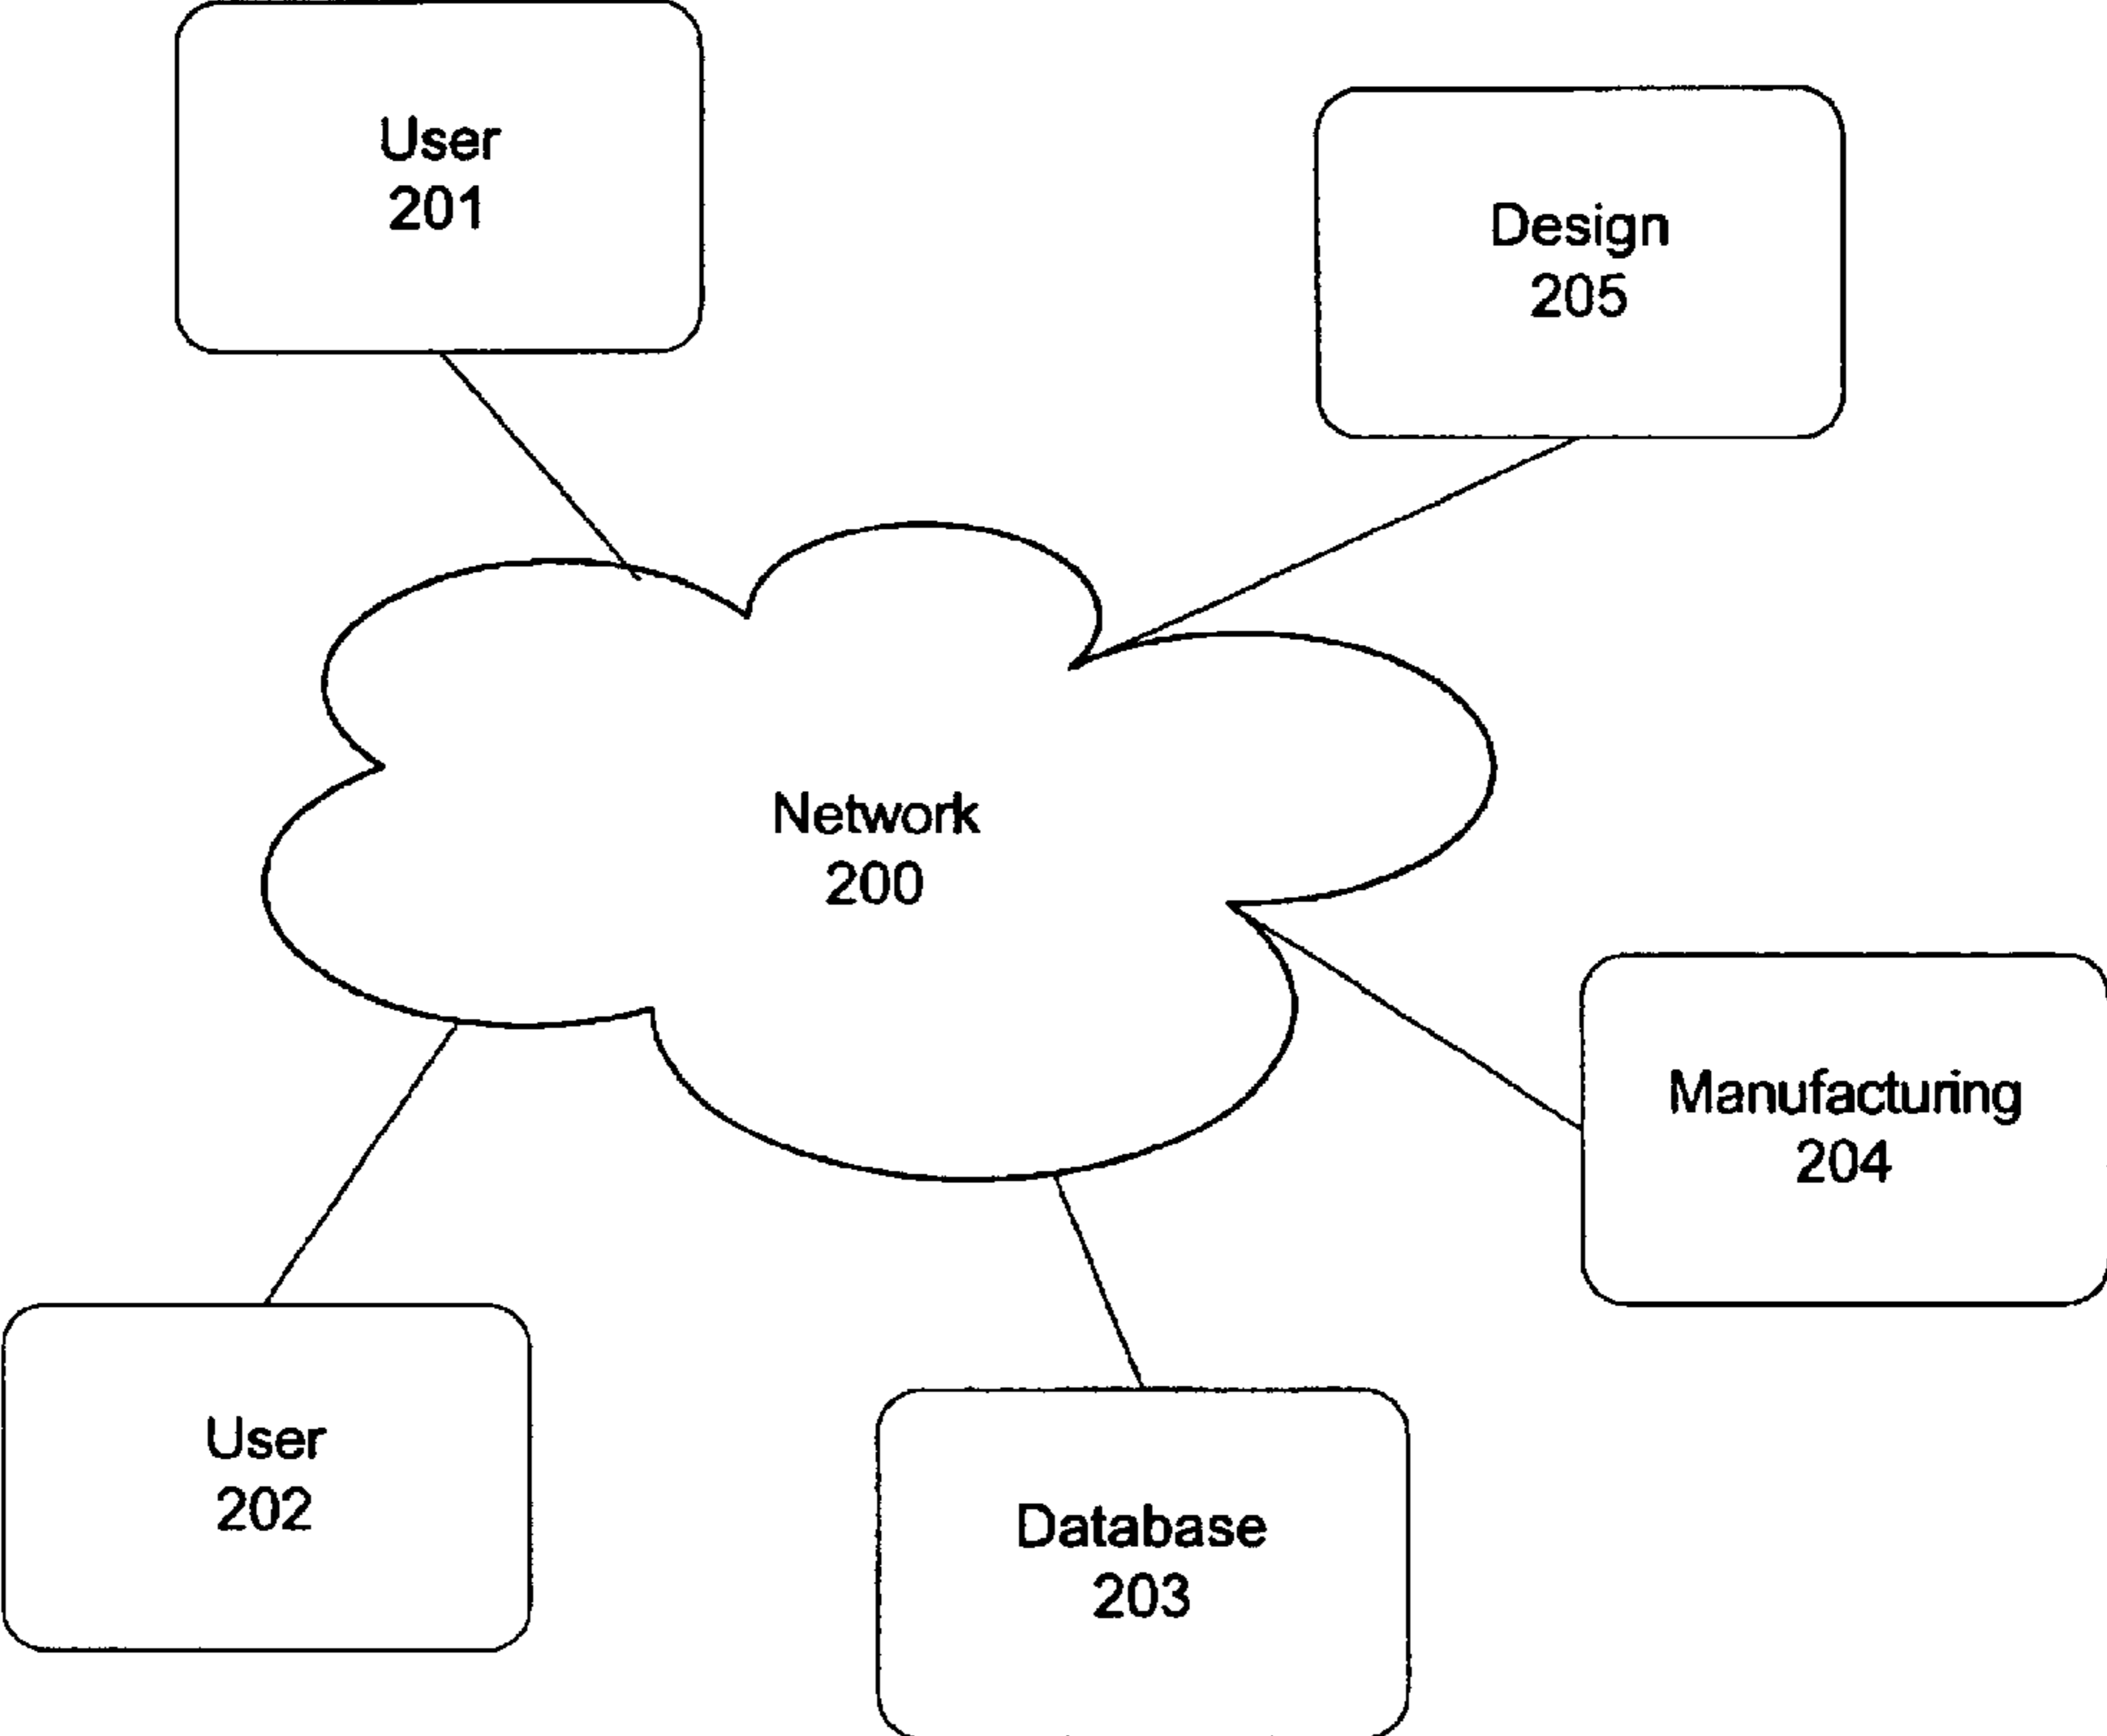 User
201
Design
205
Network
200
Manufacturing
204
User
202
Database
203